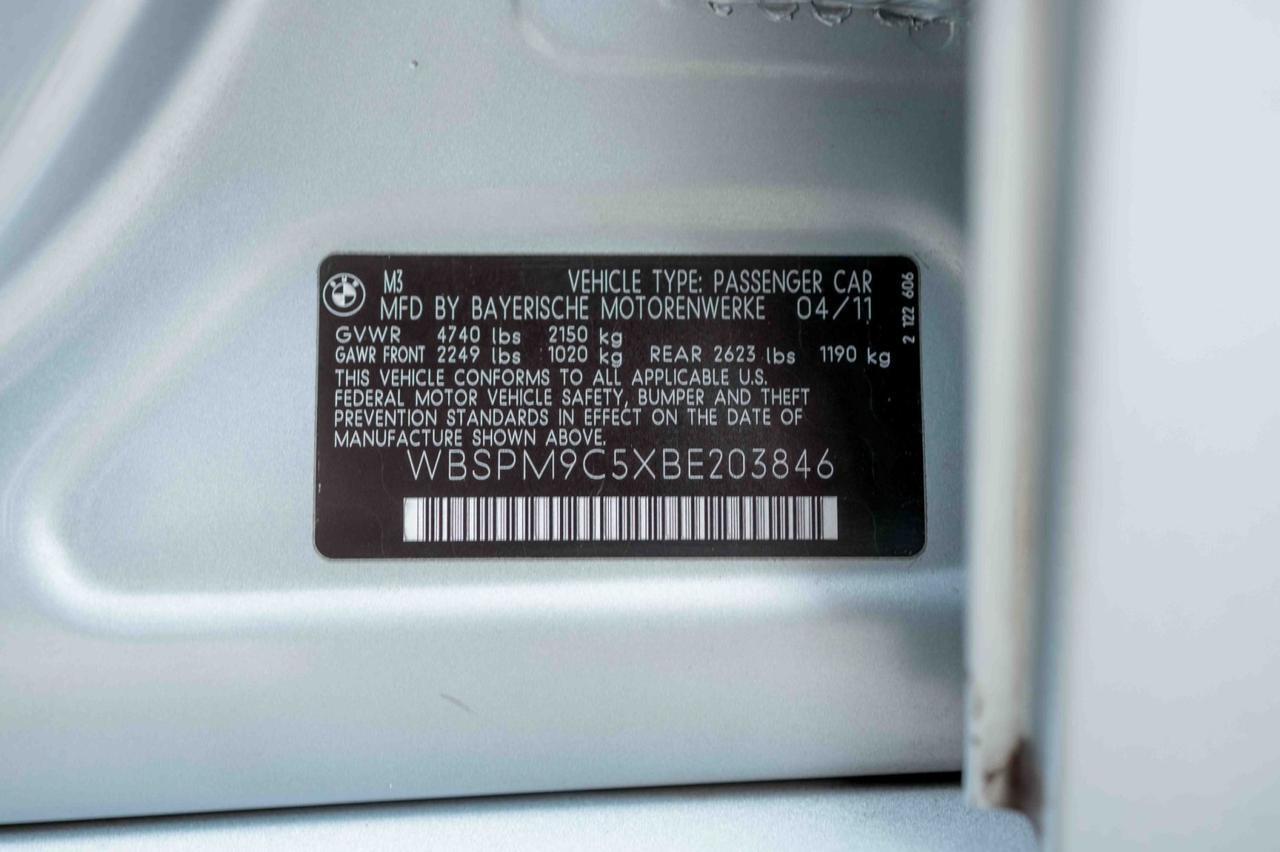 M3 VEHICLE TYPE: PASSENGER CAR
MFD BY BAYERISCHE MOTORENWERKE 04/11
GVWR 4740 lbs 2150 kg
GAWR FRONT 2249 lbs 1020 kg REAR 2623 lbs 1190 kg
THIS VEHICLE CONFORMS TO ALL APPLICABLE U.S.
FEDERAL MOTOR VEHICLE SAFETY, BUMPER AND THEFT
PREVENTION STANDARDS IN EFFECT ON THE DATE OF
MANUFACTURE SHOWN ABOVE.
WBSPM9C5XBE203846
2 122 606